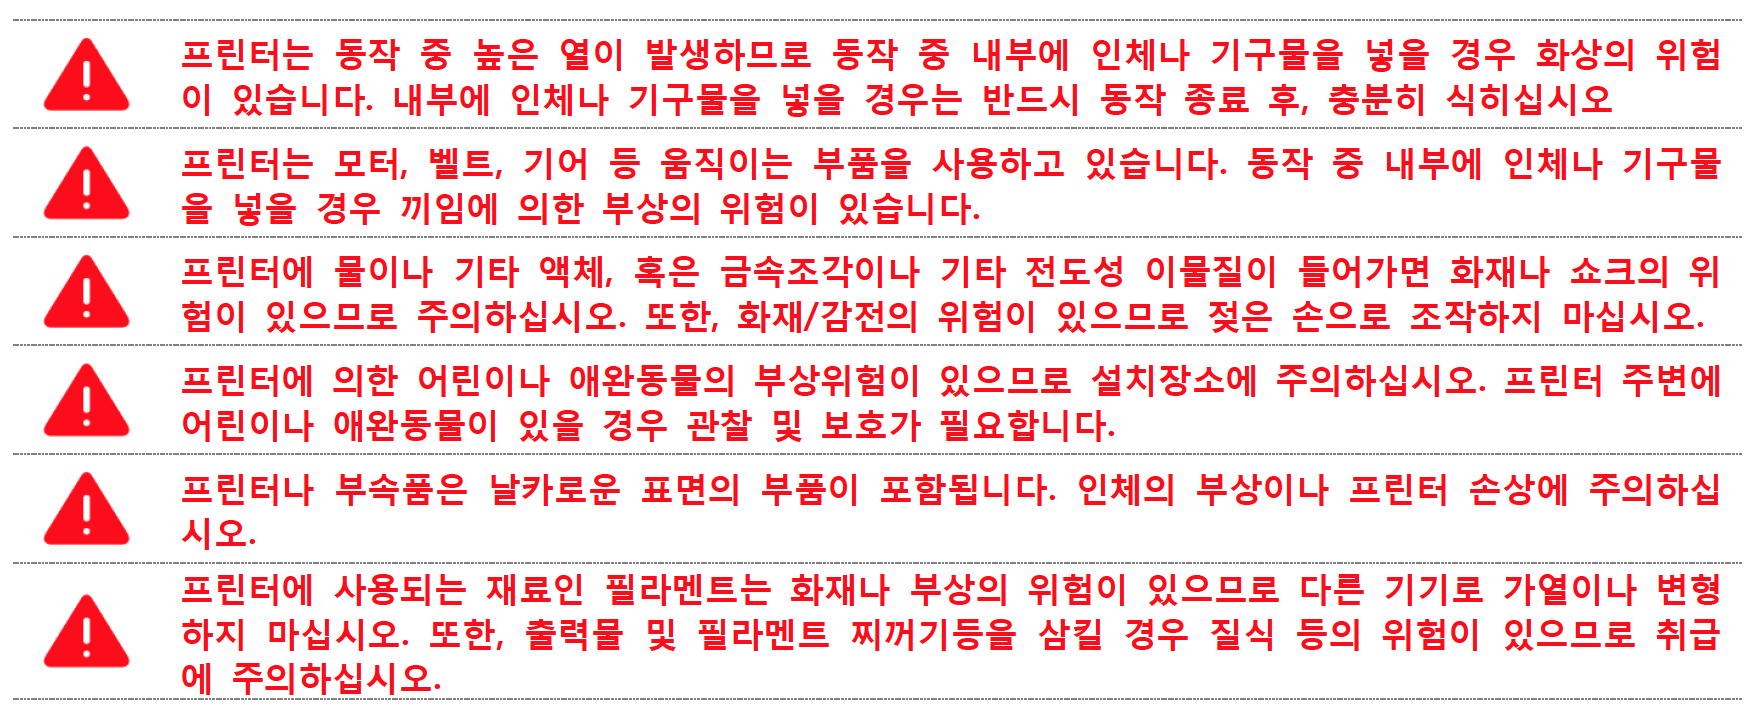 프린터는 동작 중 높은 열이 발생하므로 동작 중 내부에 인체나 기구물을 넣을 경우 화상의 위험
이 있습니다. 내부에 인체나 기구물을 넣을 경우는 반드시 동작 종료 후, 충분히 식히십시오
프린터는 모터, 벨트, 기어 등 움직이는 부품을 사용하고 있습니다. 동작 중 내부에 인체나 기구물
을 넣을 경우 끼임에 의한 부상의 위험이 있습니다.
프린터에 물이나 기타 액체, 혹은 금속조각이나 기타 전도성 이물질이 들어가면 화재나 쇼크의 위
험이 있으므로 주의하십시오. 또한, 화재/감전의 위험이 있으므로 젖은 손으로 조작하지 마십시오.
프린터에 의한 어린이나 애완동물의 부상위험이 있으므로 설치장소에 주의하십시오. 프린터 주변에
어린이나 애완동물이 있을 경우 관찰 및 보호가 필요합니다.
프린터나 부속품은 날카로운 표면의 부품이 포함됩니다. 인체의 부상이나 프린터 손상에 주의하십
시오.
프린터에 사용되는 재료인 필라멘트는 화재나 부상의 위험이 있으므로 다른 기기로 가열이나 변형
하지 마십시오. 또한, 출력물 및 필라멘트 찌꺼기등을 삼킬 경우 질식 등의 위험이 있으므로 취급
에 주의하십시오.